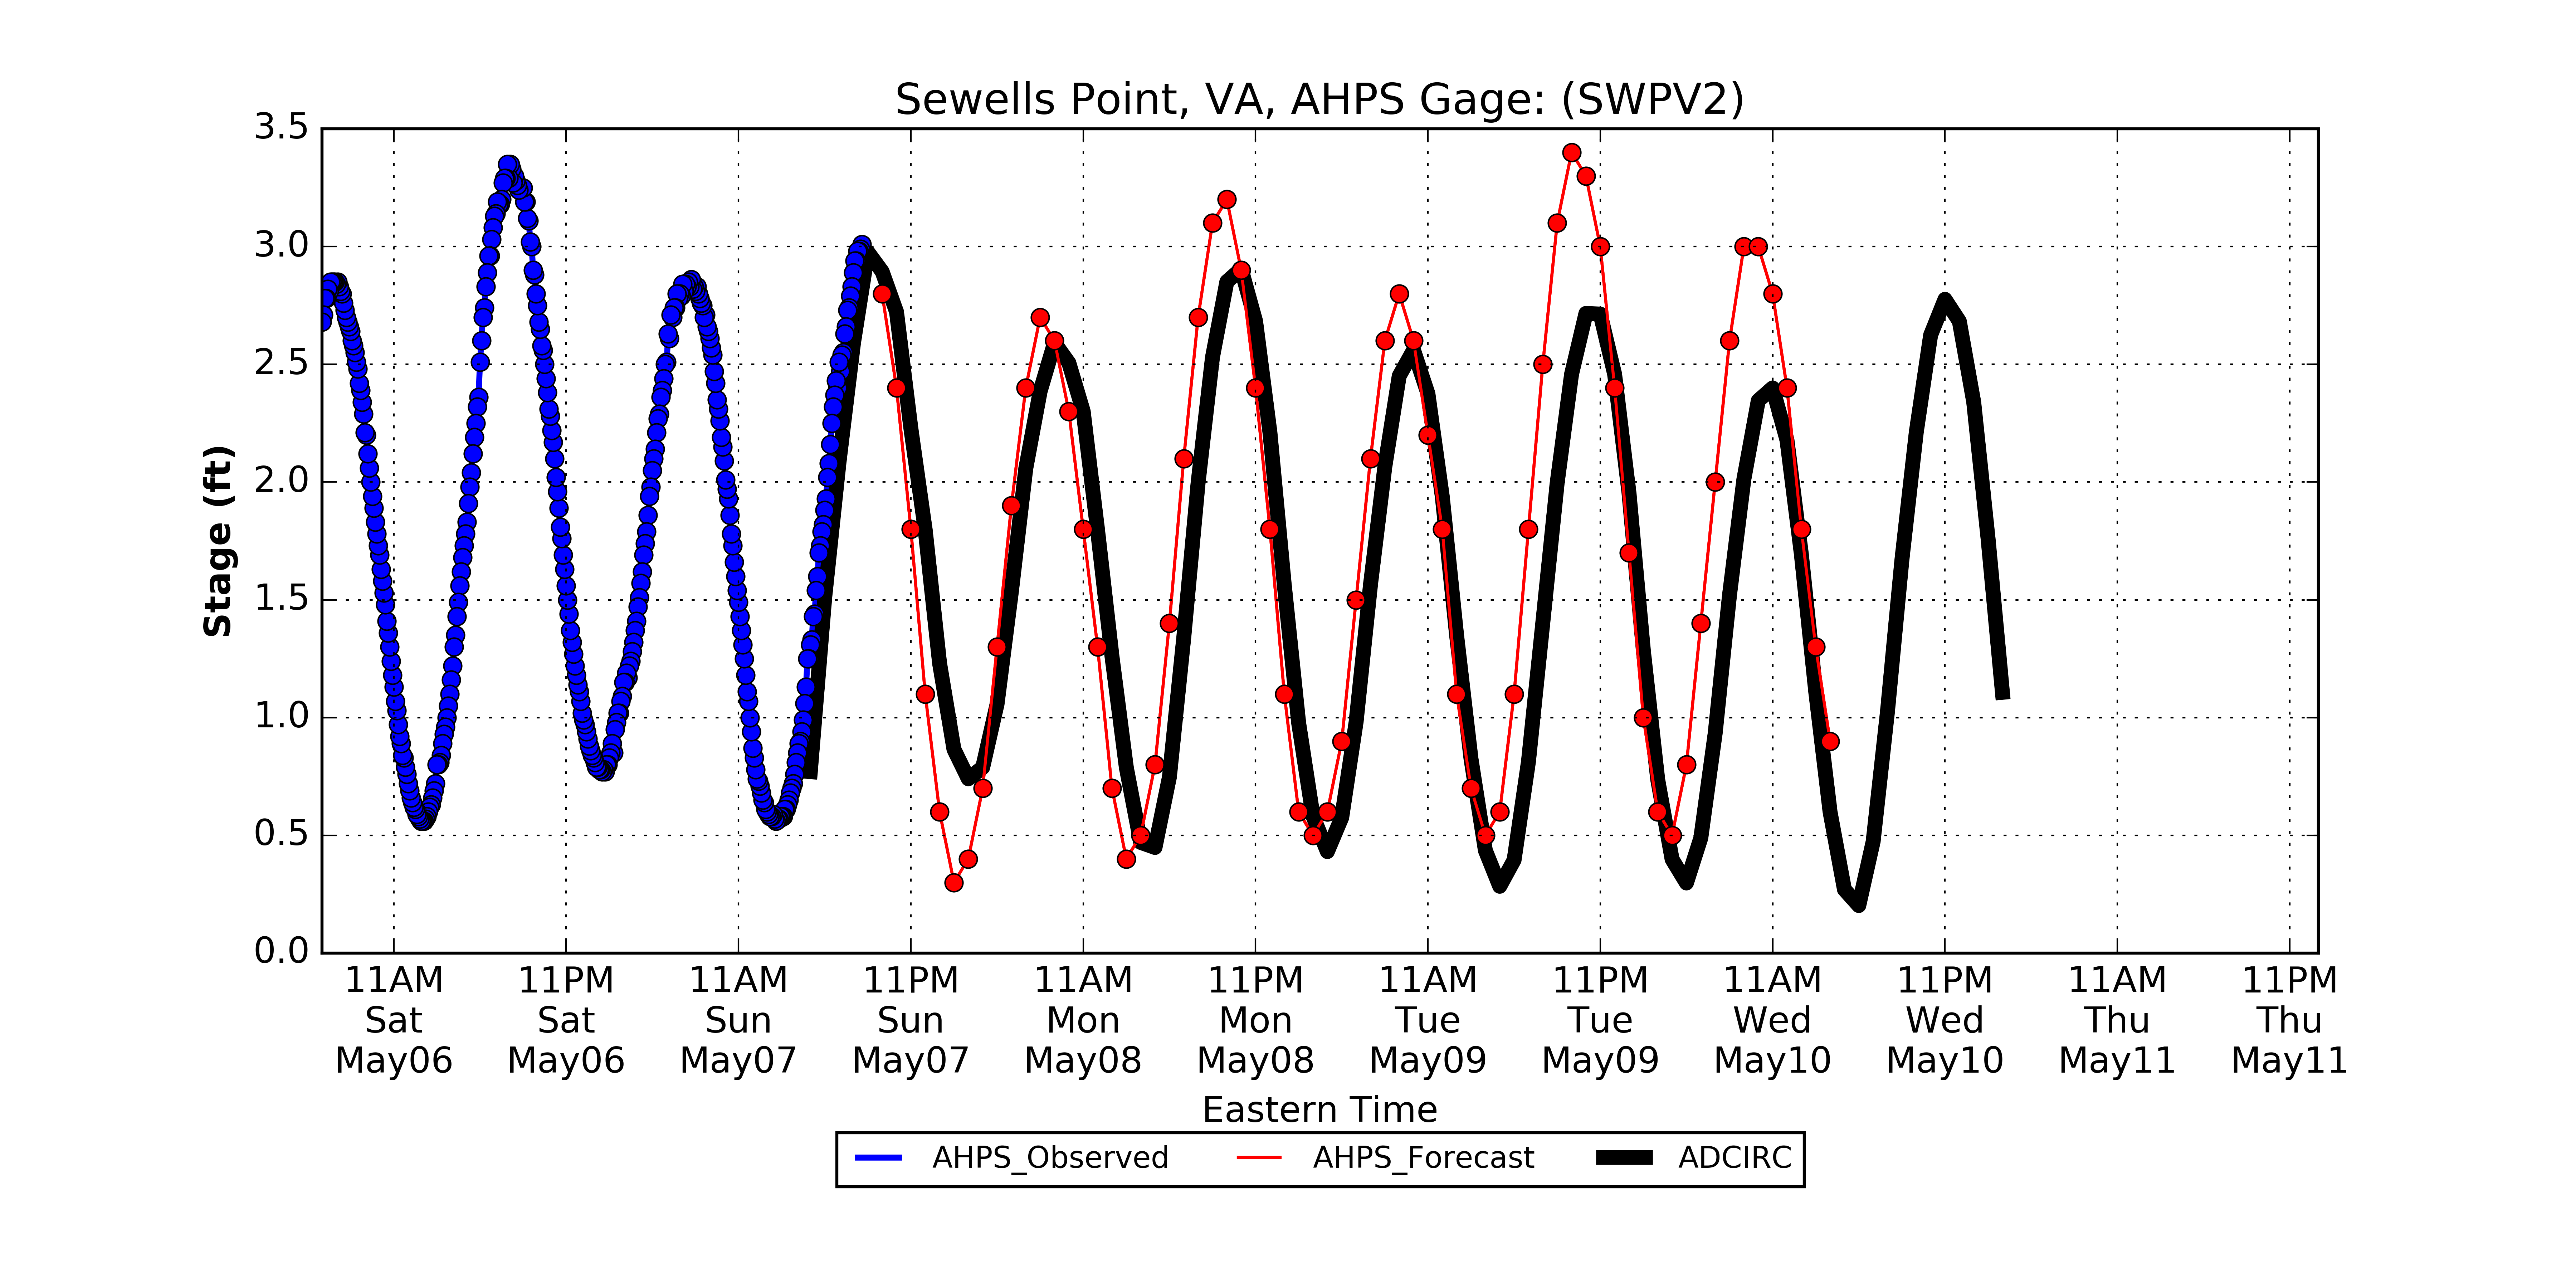 Sewells Point, VA, AHPS Gage: (SWPV2)
Stage (ft)
3.5
3.0
2.5
2.0
1.5
1.0
0.5
0.0
11AM 11PM 11AM 11PM 11AM 11PM 11AM 11PM 11AM 11PM 11AM 11PM
Sat Sat Sun Sun Mon Mon Tue Tue Wed Wed Thu Thu
May06 May06 May07 May07 May08 May08 May09 May09 May10 May10 May11 May11
Eastern Time
AHPS_Observed AHPS_Forecast ADCIRC